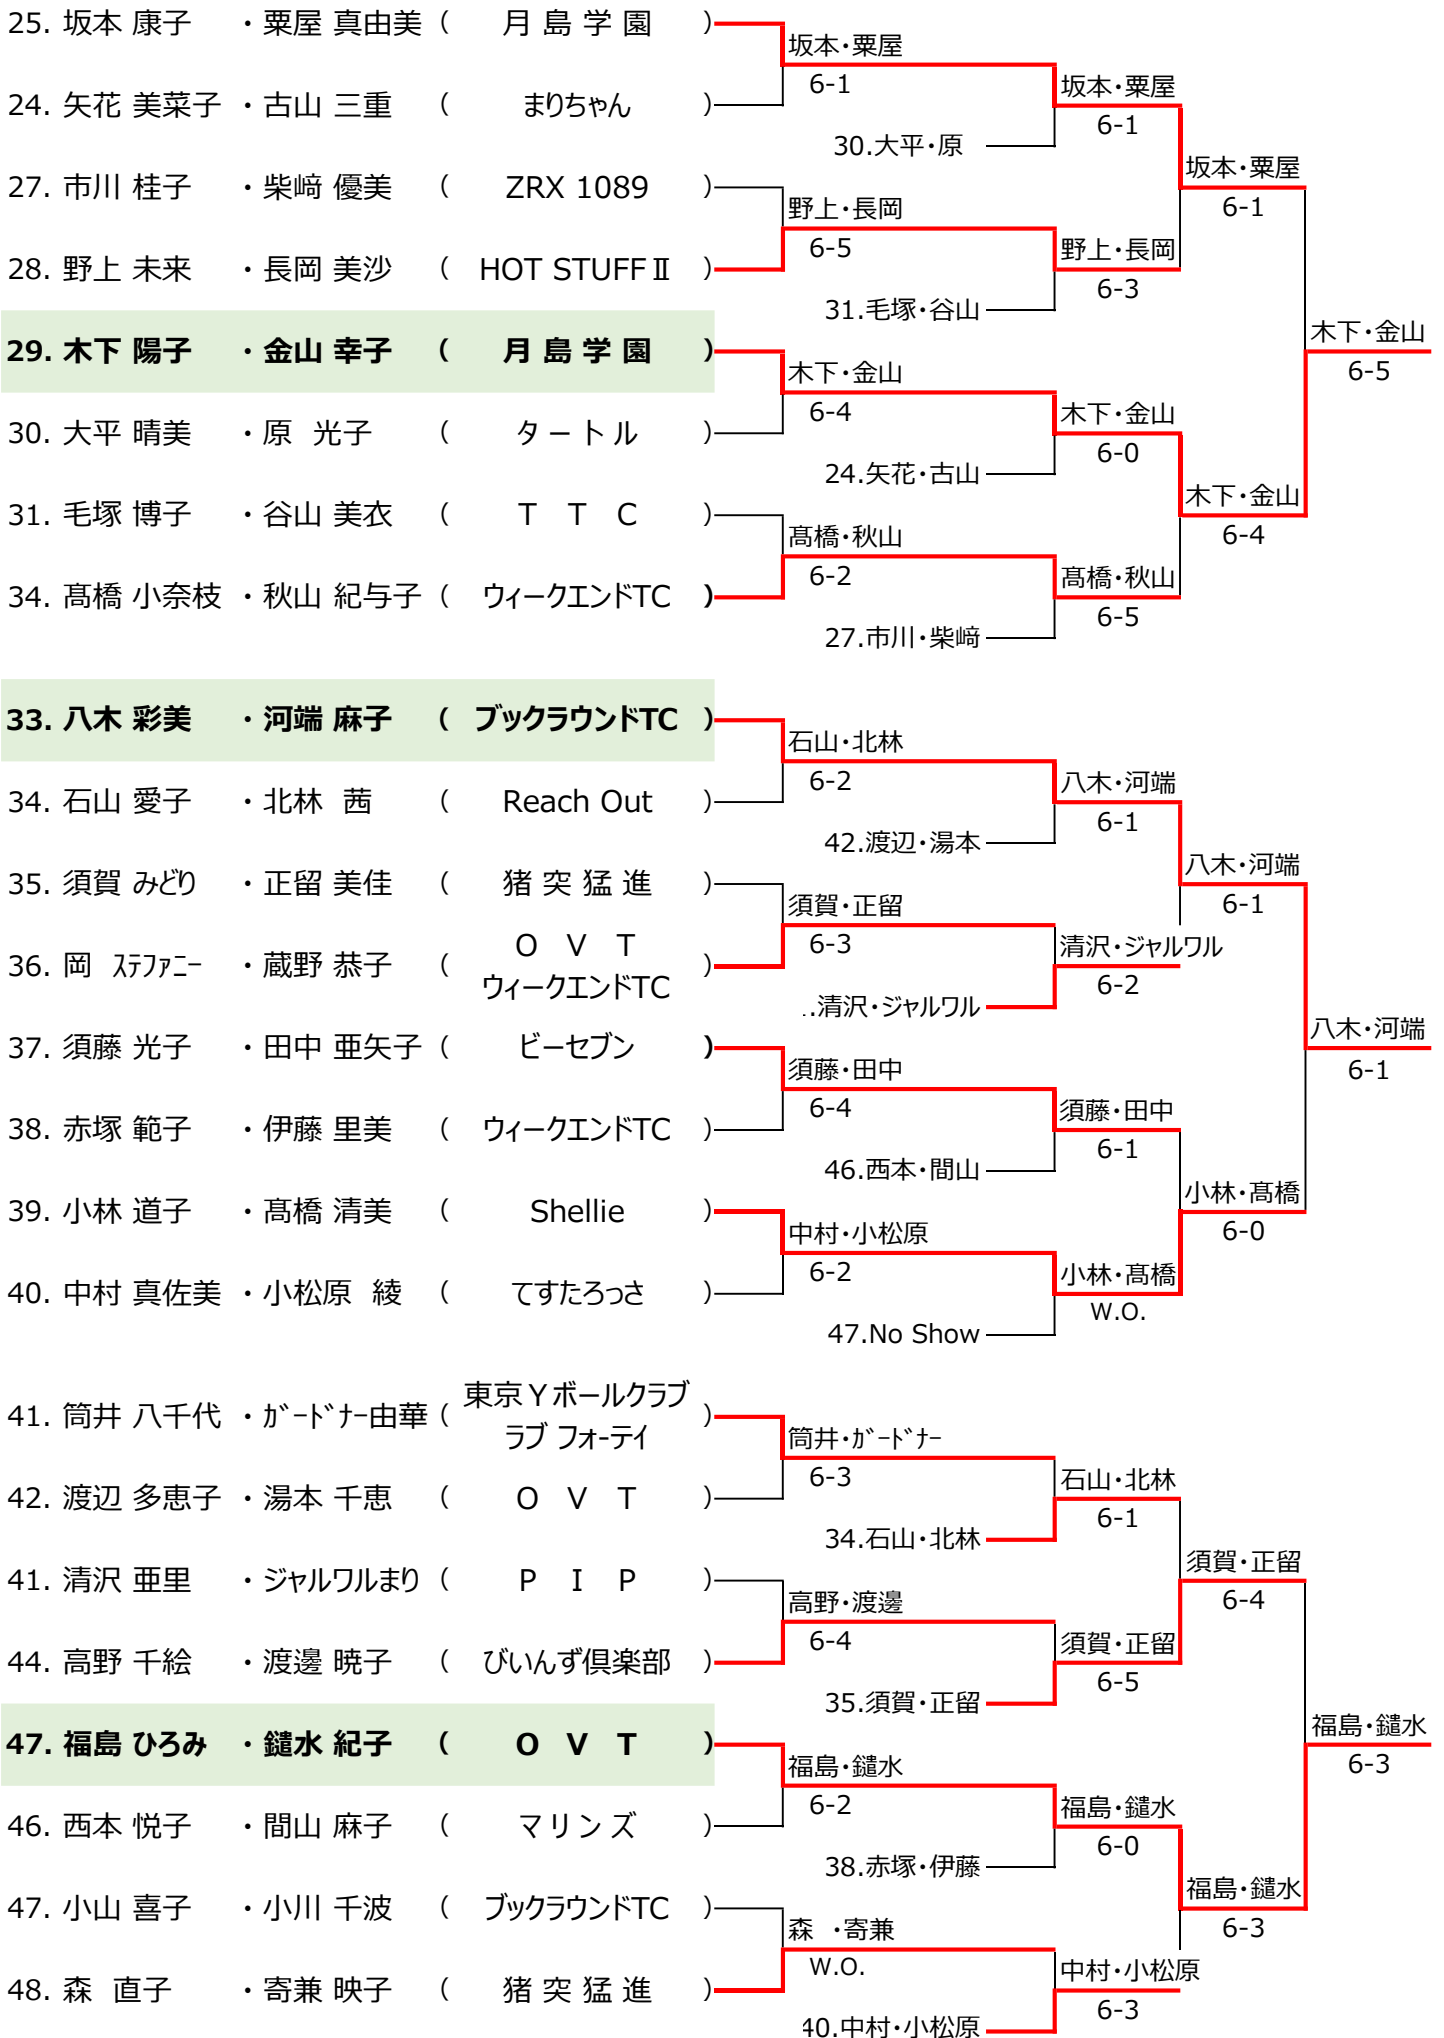 25. 坂本 康子 ・粟屋 真由美 ( 月 島 学 園 )
坂本・粟屋
6-1
坂本・粟屋
6-1
24. 矢花 美菜子 ・古山 三重 ( まりちゃん )
30.大平・原
坂本・粟屋
6-1
27. 市川 桂子 ・柴﨑 優美 ( ZRX 1089 )
野上・長岡
6-5
野上・長岡
6-3
28. 野上 未来 ・長岡 美沙 ( HOT STUFFⅡ )
31.毛塚・谷山
木下・金山
6-5
29. 木下 陽子 ・金山 幸子 ( 月 島 学 園 )
木下・金山
6-4
木下・金山
6-0
30. 大平 晴美 ・原 光子 ( タ ー ト ル )
24.矢花・古山
木下・金山
6-4
31. 毛塚 博子 ・谷山 美衣 ( T T C )
髙橋・秋山
6-2
髙橋・秋山
6-5
34. 髙橋 小奈枝 ・秋山 紀与子 ( ウィークエンドTC )
27.市川・柴﨑
33. 八木 彩美 ・河端 麻子 ( ブックラウンドTC )
石山・北林
6-2
八木・河端
6-1
34. 石山 愛子 ・北林 茜 ( Reach Out )
42.渡辺・湯本
八木・河端
6-1
35. 須賀 みどり ・正留 美佳 ( 猪 突 猛 進 )
須賀・正留
6-3
清沢・ジャルワル
6-2
36. 岡 ｽﾃﾌｧﾆｰ ・蔵野 恭子 ( O V T
ウィークエンドTC )
.清沢・ジャルワル
八木・河端
6-1
37. 須藤 光子 ・田中 亜矢子 ( ビーセブン )
須藤・田中
6-4
須藤・田中
6-1
38. 赤塚 範子 ・伊藤 里美 ( ウィークエンドTC )
46.西本・間山
小林・髙橋
6-0
39. 小林 道子 ・髙橋 清美 ( Shellie )
中村・小松原
6-2
小林・髙橋
W.O.
40. 中村 真佐美 ・小松原 綾 ( てすたろっさ )
47.No Show
41. 筒井 八千代 ・ｶﾞｰﾄﾞﾅｰ由華 ( 東京Ｙボールクラブ
ラブ フォーテイ )
筒井・ｶﾞｰﾄﾞﾅｰ
6-3
石山・北林
6-1
42. 渡辺 多恵子 ・湯本 千恵 ( O V T )
34.石山・北林
須賀・正留
6-4
41. 清沢 亜里 ・ジャルワルまり ( P I P )
高野・渡邊
6-4
須賀・正留
6-5
44. 高野 千絵 ・渡邊 暁子 ( びいんず倶楽部 )
35.須賀・正留
福島・鑓水
6-3
47. 福島 ひろみ ・鑓水 紀子 ( O V T )
福島・鑓水
6-2
福島・鑓水
6-0
46. 西本 悦子 ・間山 麻子 ( マ リ ン ズ )
38.赤塚・伊藤
福島・鑓水
6-3
47. 小山 喜子 ・小川 千波 ( ブックラウンドTC )
森 ・寄兼
W.O.
中村・小松原
6-3
48. 森 直子 ・寄兼 映子 ( 猪 突 猛 進 )
40.中村・小松原